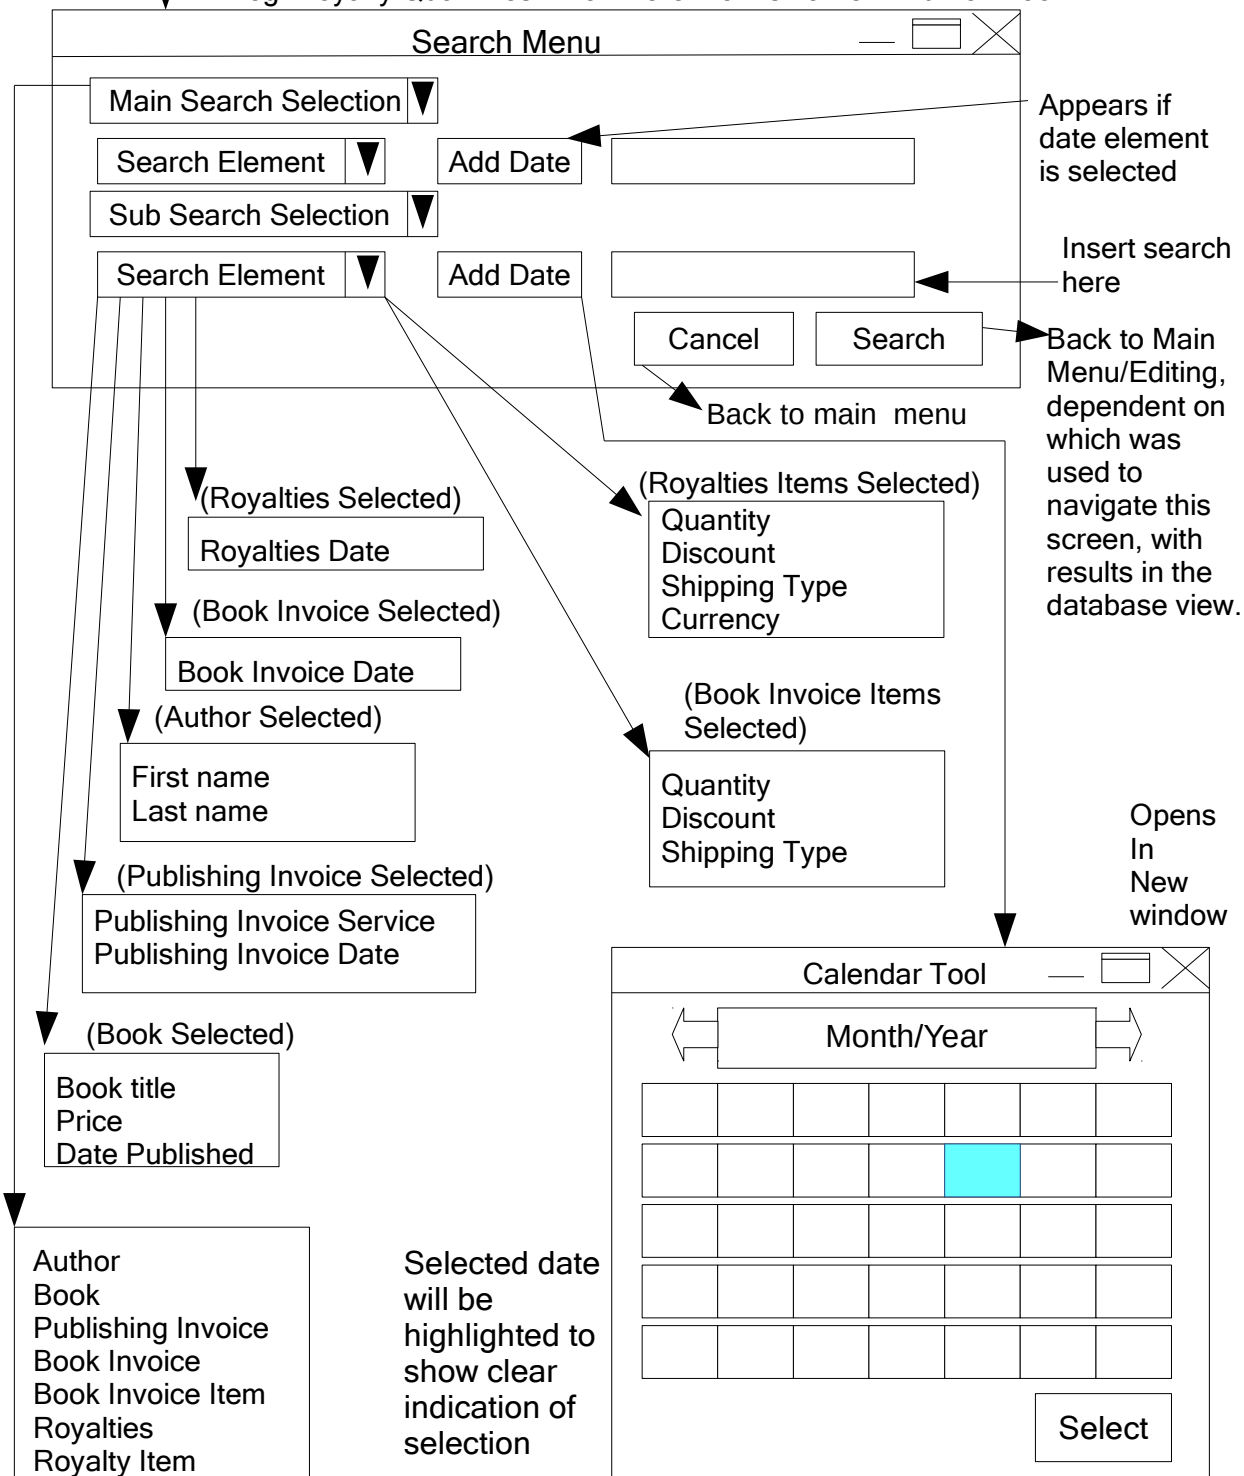 Search Menu
Main Search Selection
Search Element
Add Date
Sub Search Selection
Search Element
Add Date
Cancel
Search
Appears if
date element
is selected
Insert search
here
Back to Main
Menu/Editing,
dependent on
which was
used to
navigate this
screen, with
results in the
database view.
Back to main menu
(Royalties Selected)
Royalties Date
(Royalties Items Selected)
Quantity
Discount
Shipping Type
Currency
(Book Invoice Selected)
Book Invoice Date
(Book Invoice Items
Selected)
Quantity
Discount
Shipping Type
(Author Selected)
First name
Last name
(Publishing Invoice Selected)
Publishing Invoice Service
Publishing Invoice Date
(Book Selected)
Book title
Price
Date Published
Author
Book
Publishing Invoice
Book Invoice
Book Invoice Item
Royalties
Royalty Item
Selected date
will be
highlighted to
show clear
indication of
selection
Opens
In
New
window
Calendar Tool
Month/Year
Select